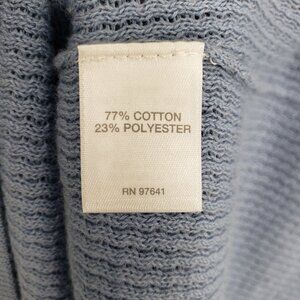 77% COTTON
23% POLYESTER
RN 97641